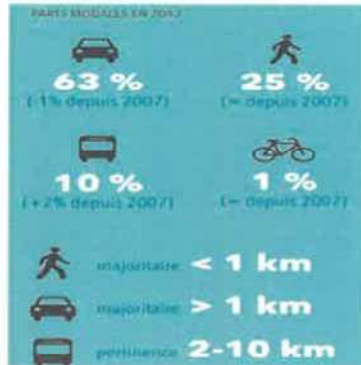 PARTS MODALES EN 2012
63 % 25 %
(-1% depuis 2007) (= depuis 2007)
10 % 1 %
(+2% depuis 2007) (= depuis 2007)
majoritaire < 1 km
majoritaire > 1 km
pertinence 2-10 km